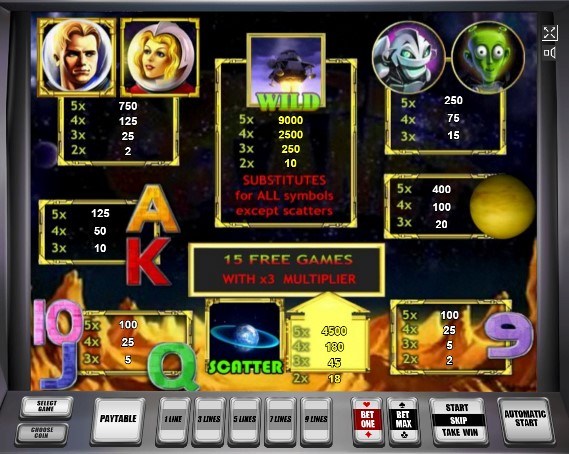 5x 750
4x 125
3x 25
2x 2
WILD
5x 9000
4x 2500
3x 250
2x 10
SUBSTITUTES
for ALL symbols
except scatters
5x 250
4x 75
3x 15
5x 400
4x 100
3x 20
5x 125
4x 50
3x 10
A
K
15 FREE GAMES
WITH x3 MULTIPLIER
10
J
5x 100
4x 25
3x 5
Q
SCATTER
5x 4500
4x 180
3x 45
2x 18
5x 100
4x 25
3x 5
2x 2
9
SELECT GAME
CHOOSE COIN
PAYTABLE
1 LINE
3 LINES
5 LINES
7 LINES
9 LINES
BET ONE
BET MAX
START
SKIP
TAKE WIN
AUTOMATIC START